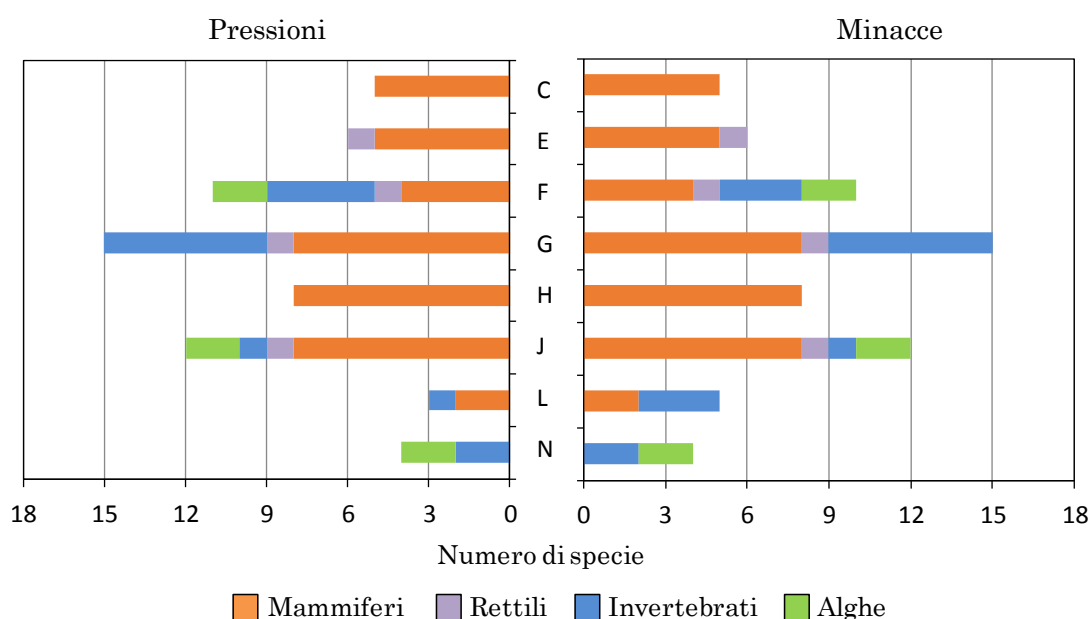 Pressioni Minacce
C
E
F
G
H
J
L
N
18 15 12 9 6 3 0 0 3 6 9 12 15 18
Numero di specie
Mammiferi Rettili Invertebrati Alghe